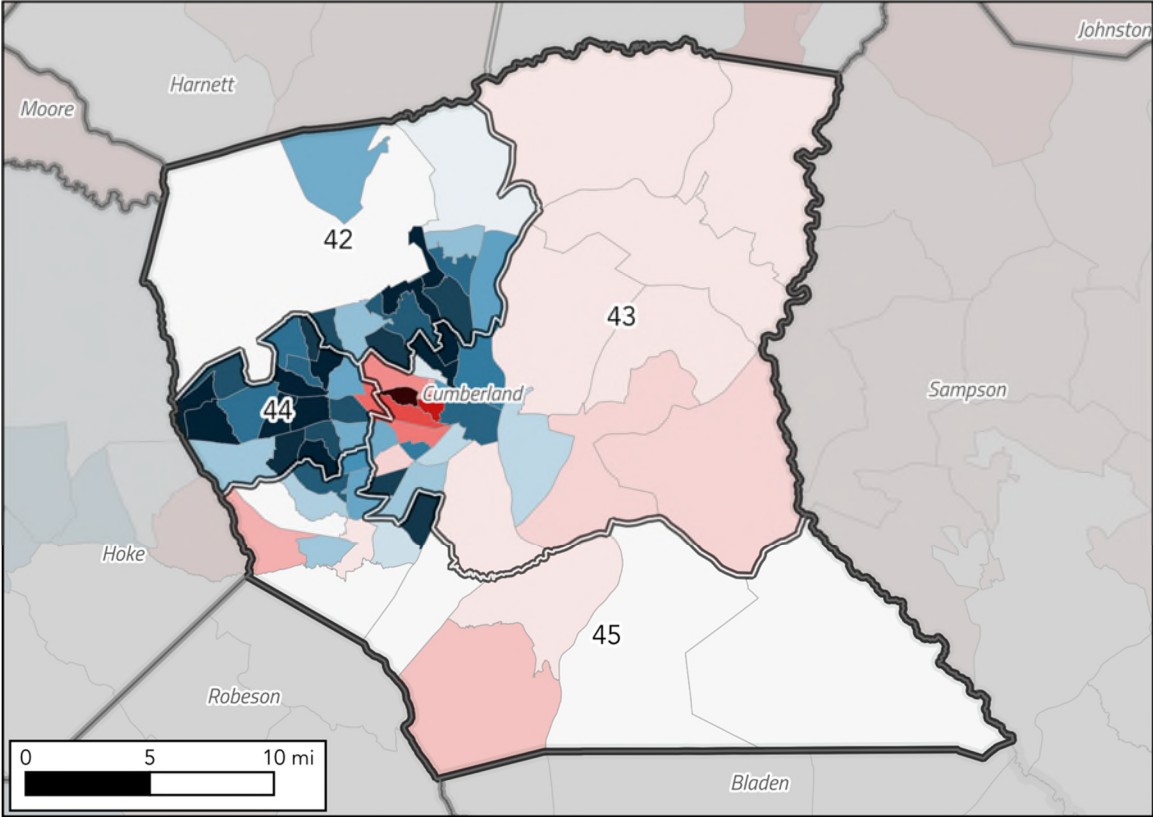 Johnston
Harnett
Moore
42
43
Cumberland
Sampson
44
Hoke
45
Robeson
0 5 10 mi
Bladen